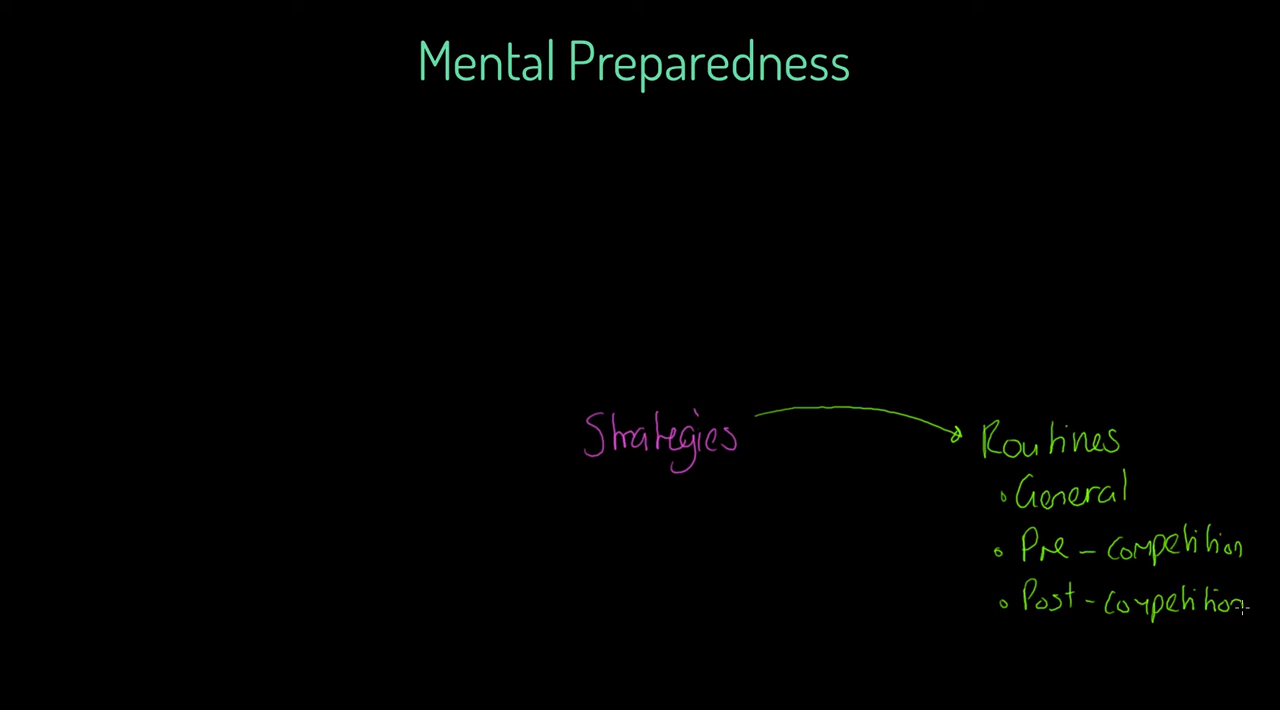 Mental Preparedness
Strategies
Routines
• General
• Pre - competition
• Post - competition